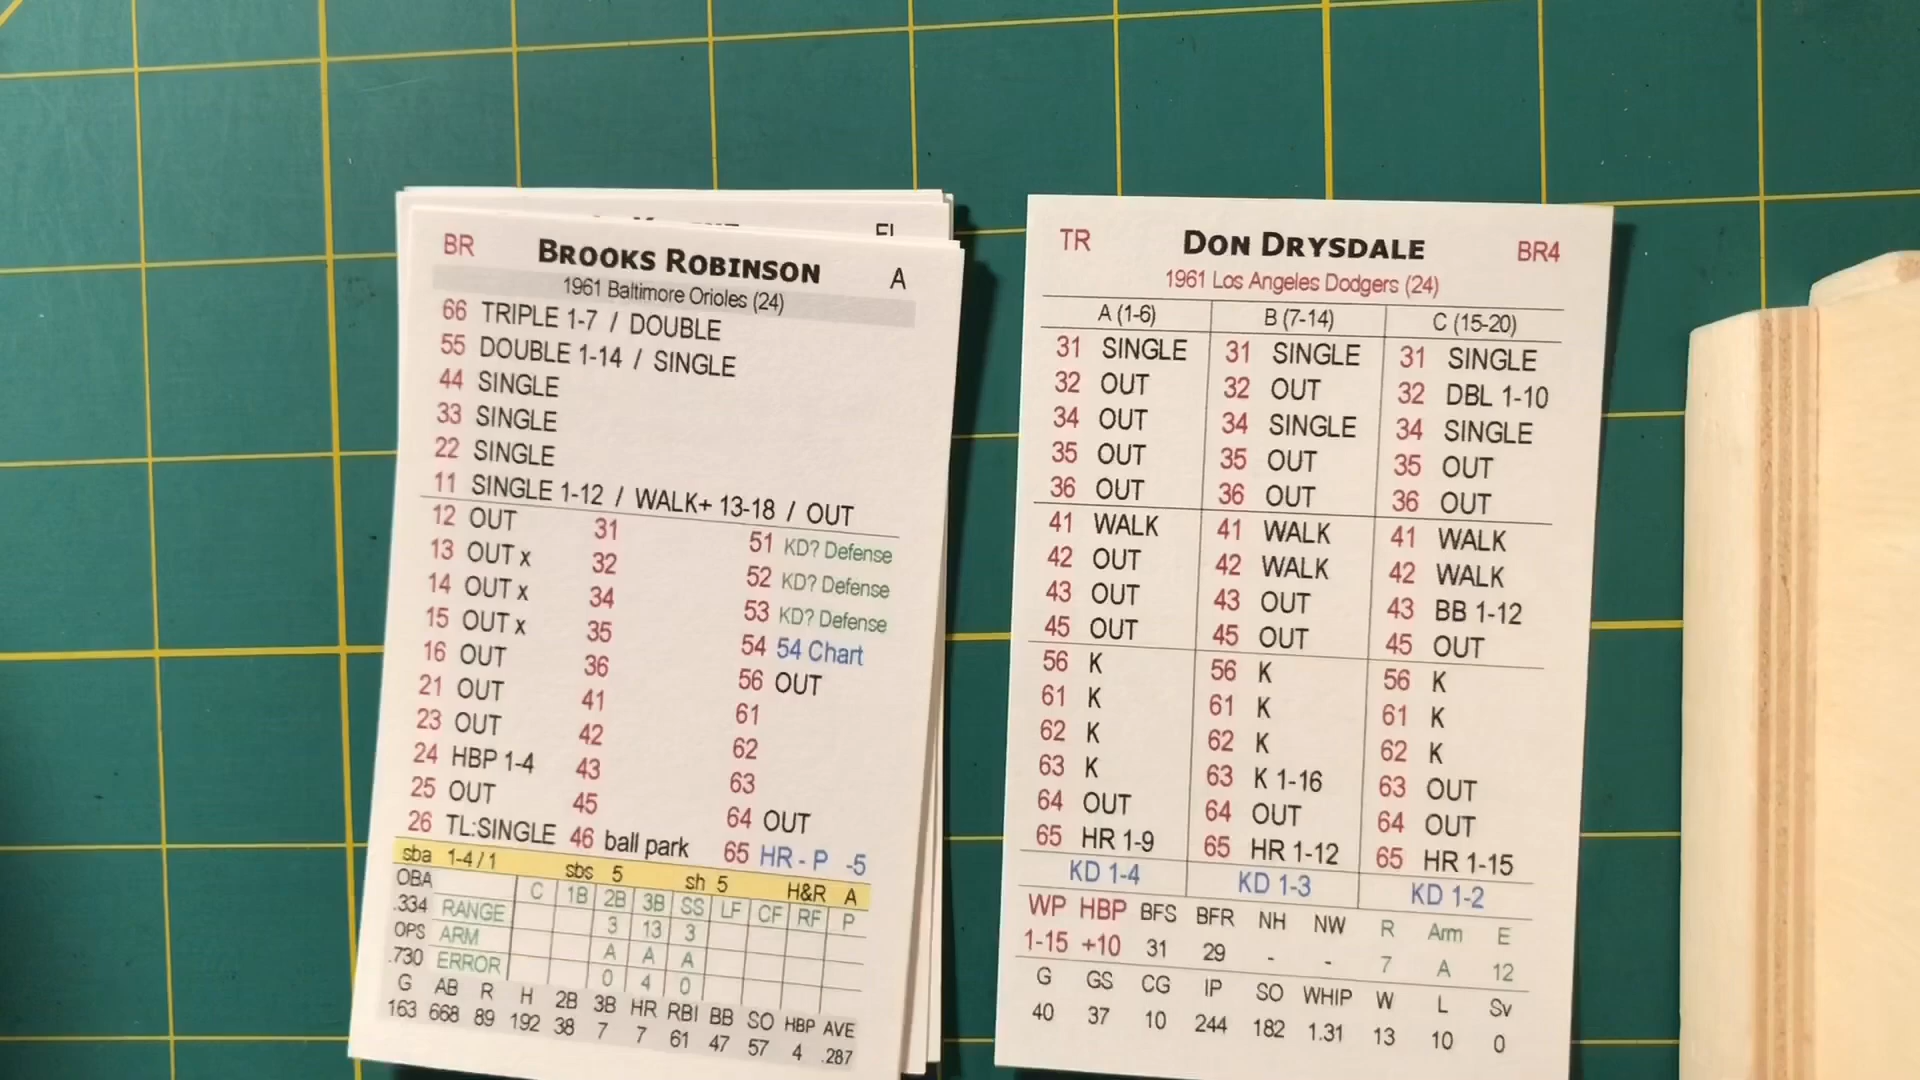 FI
BR BROOKS ROBINSON A
1961 Baltimore Orioles (24)
66 TRIPLE 1-7 / DOUBLE
55 DOUBLE 1-14 / SINGLE
44 SINGLE
33 SINGLE
22 SINGLE
11 SINGLE 1-12 / WALK+ 13-18 / OUT
12 OUT 31 51 KD? Defense
13 OUT x 32 52 KD? Defense
14 OUT x 34 53 KD? Defense
15 OUT x 35 54 54 Chart
16 OUT 36 56 OUT
21 OUT 41 61
23 OUT 42 62
24 HBP 1-4 43 63
25 OUT 45 64 OUT
26 TL:SINGLE 46 ball park 65 HR - P -5
sba 1-4 / 1 sbs 5 sh 5 H&R A
OBA C 1B 2B 3B SS LF CF RF P
.334 RANGE 3 13 3
OPS ARM A A A
.730 ERROR 0 4 0
G AB R H 2B 3B HR RBI BB SO HBP AVE
163 668 89 192 38 7 7 61 47 57 4 .287
TR DON DRYSDALE BR4
1961 Los Angeles Dodgers (24)
A (1-6) B (7-14) C (15-20)
31 SINGLE 31 SINGLE 31 SINGLE
32 OUT 32 OUT 32 DBL 1-10
34 OUT 34 SINGLE 34 SINGLE
35 OUT 35 OUT 35 OUT
36 OUT 36 OUT 36 OUT
41 WALK 41 WALK 41 WALK
42 OUT 42 WALK 42 WALK
43 OUT 43 OUT 43 BB 1-12
45 OUT 45 OUT 45 OUT
56 K 56 K 56 K
61 K 61 K 61 K
62 K 62 K 62 K
63 K 63 K 1-16 63 OUT
64 OUT 64 OUT 64 OUT
65 HR 1-9 65 HR 1-12 65 HR 1-15
KD 1-4 KD 1-3 KD 1-2
WP HBP BFS BFR NH NW R Arm E
1-15 +10 31 29 - - 7 A 12
G GS CG IP SO WHIP W L Sv
40 37 10 244 182 1.31 13 10 0